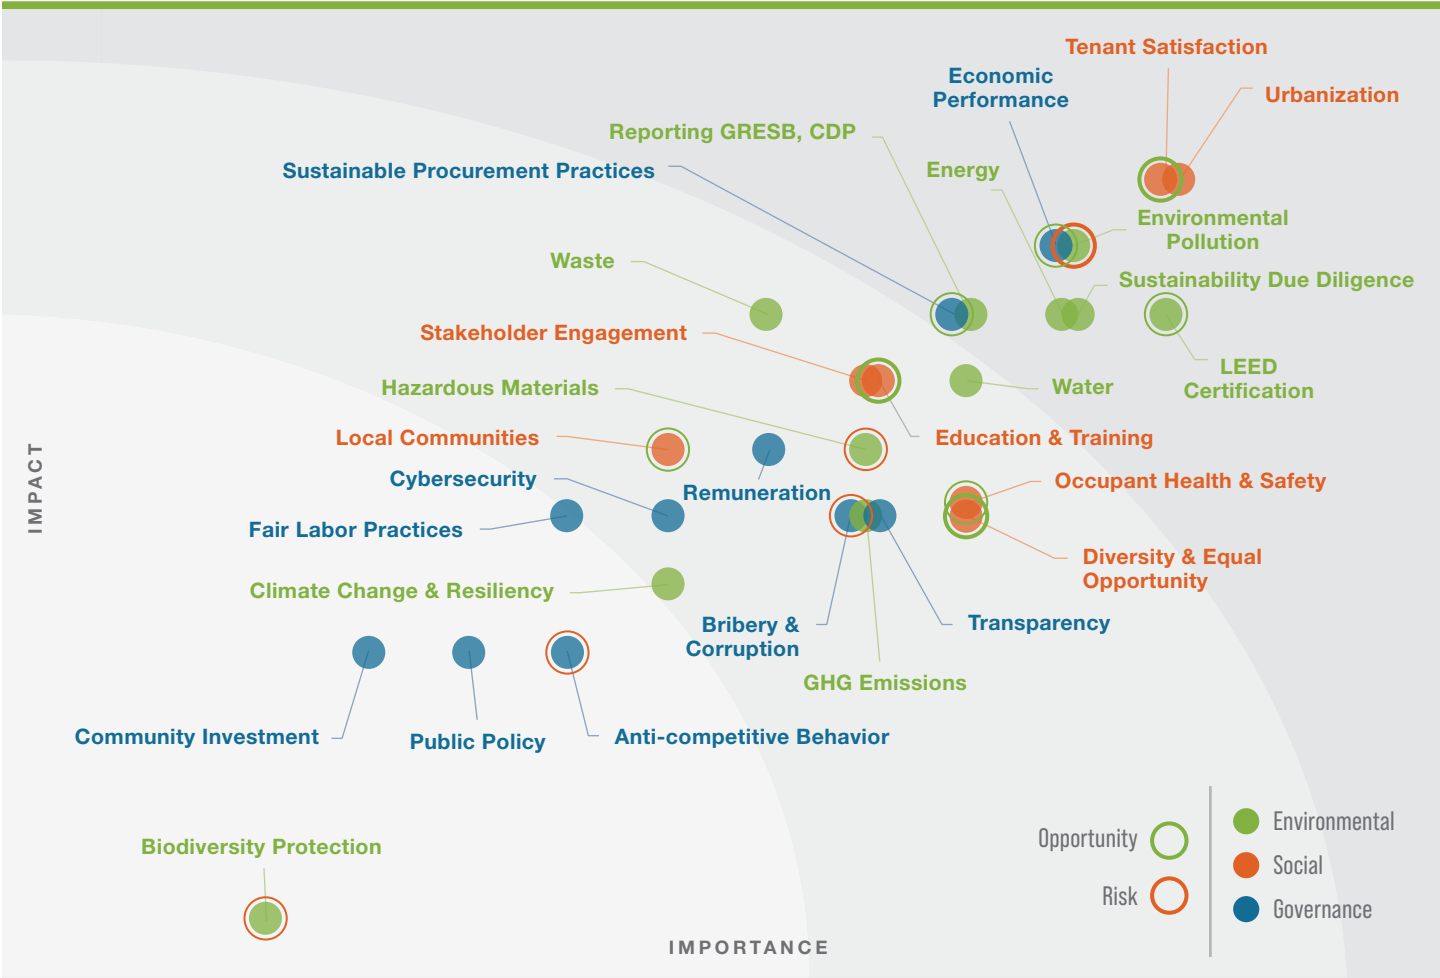 Tenant Satisfaction
Economic
Performance
Urbanization
Reporting GRESB, CDP
Sustainable Procurement Practices
Energy
Environmental
Pollution
Waste
Sustainability Due Diligence
Stakeholder Engagement
LEED
Certification
Hazardous Materials
Water
Local Communities
Education & Training
Cybersecurity
Remuneration
Occupant Health & Safety
Fair Labor Practices
Diversity & Equal
Opportunity
Climate Change & Resiliency
Bribery &
Corruption
Transparency
GHG Emissions
Community Investment
Public Policy
Anti-competitive Behavior
Biodiversity Protection
IMPACT
IMPORTANCE
Opportunity
Risk
Environmental
Social
Governance